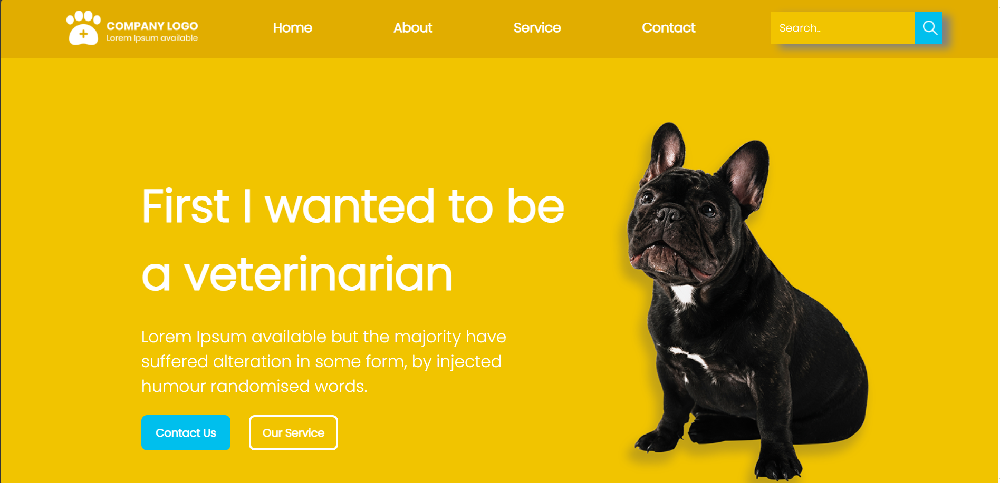 COMPANY LOGO
Lorem Ipsum available
Home
About
Service
Contact
Search..
First I wanted to be
a veterinarian
Lorem Ipsum available but the majority have
suffered alteration in some form, by injected
humour randomised words.
Contact Us
Our Service